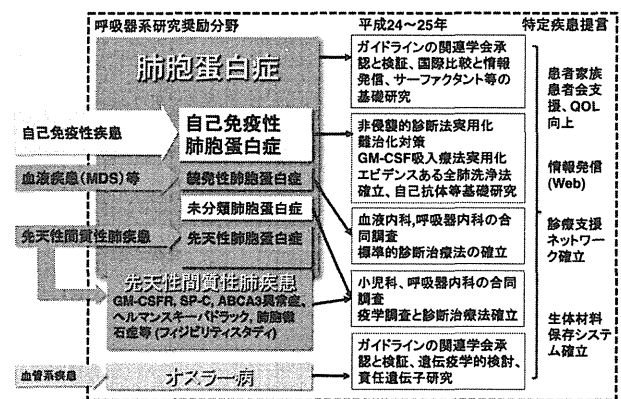 呼吸器系研究奨励分野
平成24～25年
特定疾患提言
肺胞蛋白症
自己免疫性疾患
自己免疫性
肺胞蛋白症
血液疾患(MDS)等
続発性肺胞蛋白症
未分類肺胞蛋白症
先天性間質性肺疾患
先天性肺胞蛋白症
先天性間質性肺疾患
GM-CSFR, SP-C, ABCA3異常症、
ヘルマンスキーパドラック、肺胞微
石症等 (フィジビリティスタディ)
血管系疾患
オスラー病
ガイドラインの関連学会承
認と検証、国際比較と情報
発信、サーファクタント等の
基礎研究
非侵襲的診断法実用化
難治化対策
GM-CSF吸入療法実用化
エビデンスある全肺洗浄法
確立、自己抗体等基礎研究
血液内科,呼吸器内科の合
同調査
標準的診断治療法の確立
小児科、呼吸器内科の合同
調査
疫学調査と診断治療法確立
ガイドラインの関連学会承
認と検証、遺伝疫学的検討、
責任遺伝子研究
患者家族
患者会支
援、QOL
向上
情報発信
(Web)
診療支援
ネットワー
ク確立
生体材料
保存システ
ム確立